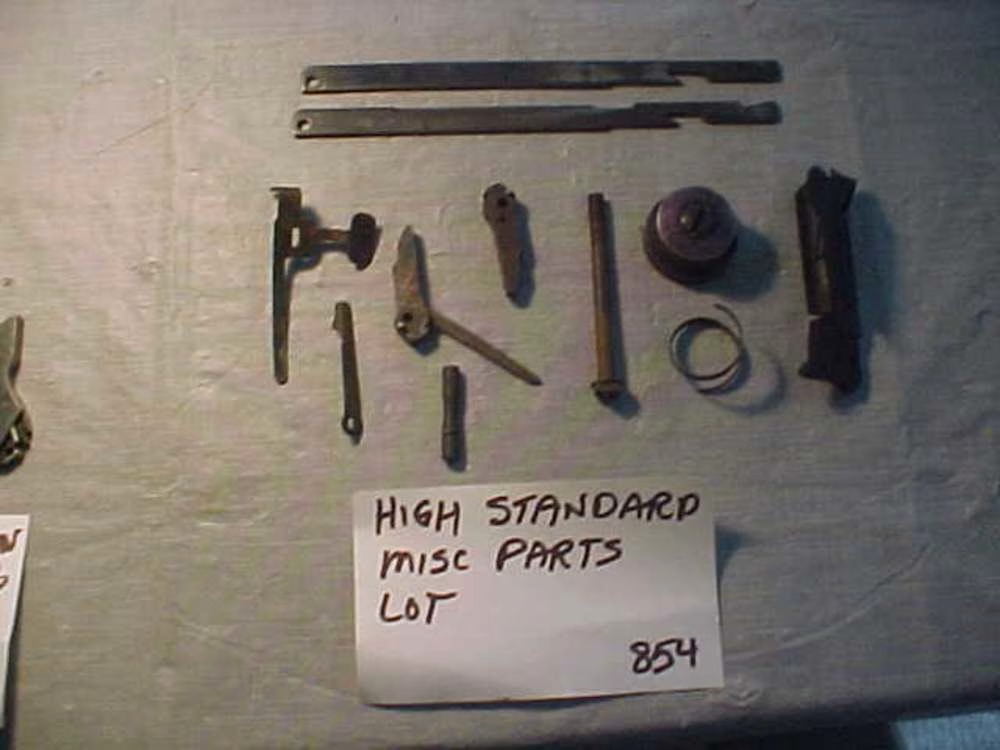 HIGH STANDARD
MISC PARTS
LOT
854